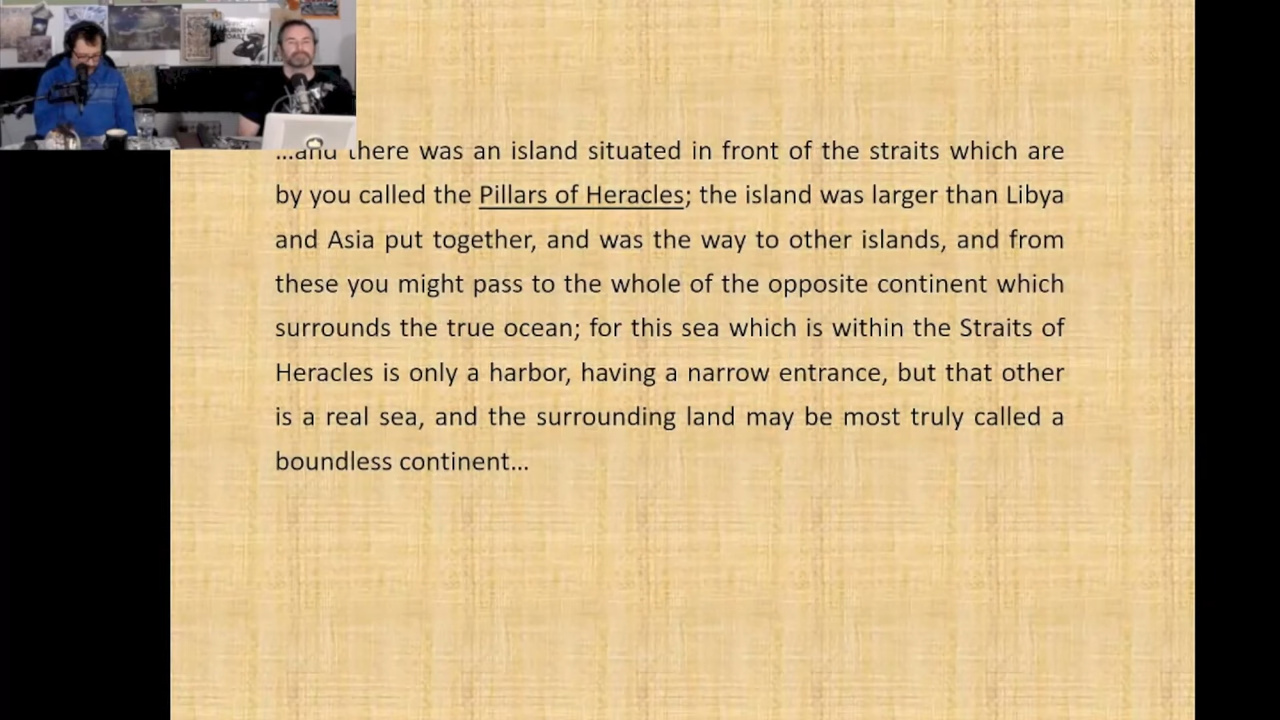 …and there was an island situated in front of the straits which are
by you called the Pillars of Heracles; the island was larger than Libya
and Asia put together, and was the way to other islands, and from
these you might pass to the whole of the opposite continent which
surrounds the true ocean; for this sea which is within the Straits of
Heracles is only a harbor, having a narrow entrance, but that other
is a real sea, and the surrounding land may be most truly called a
boundless continent…